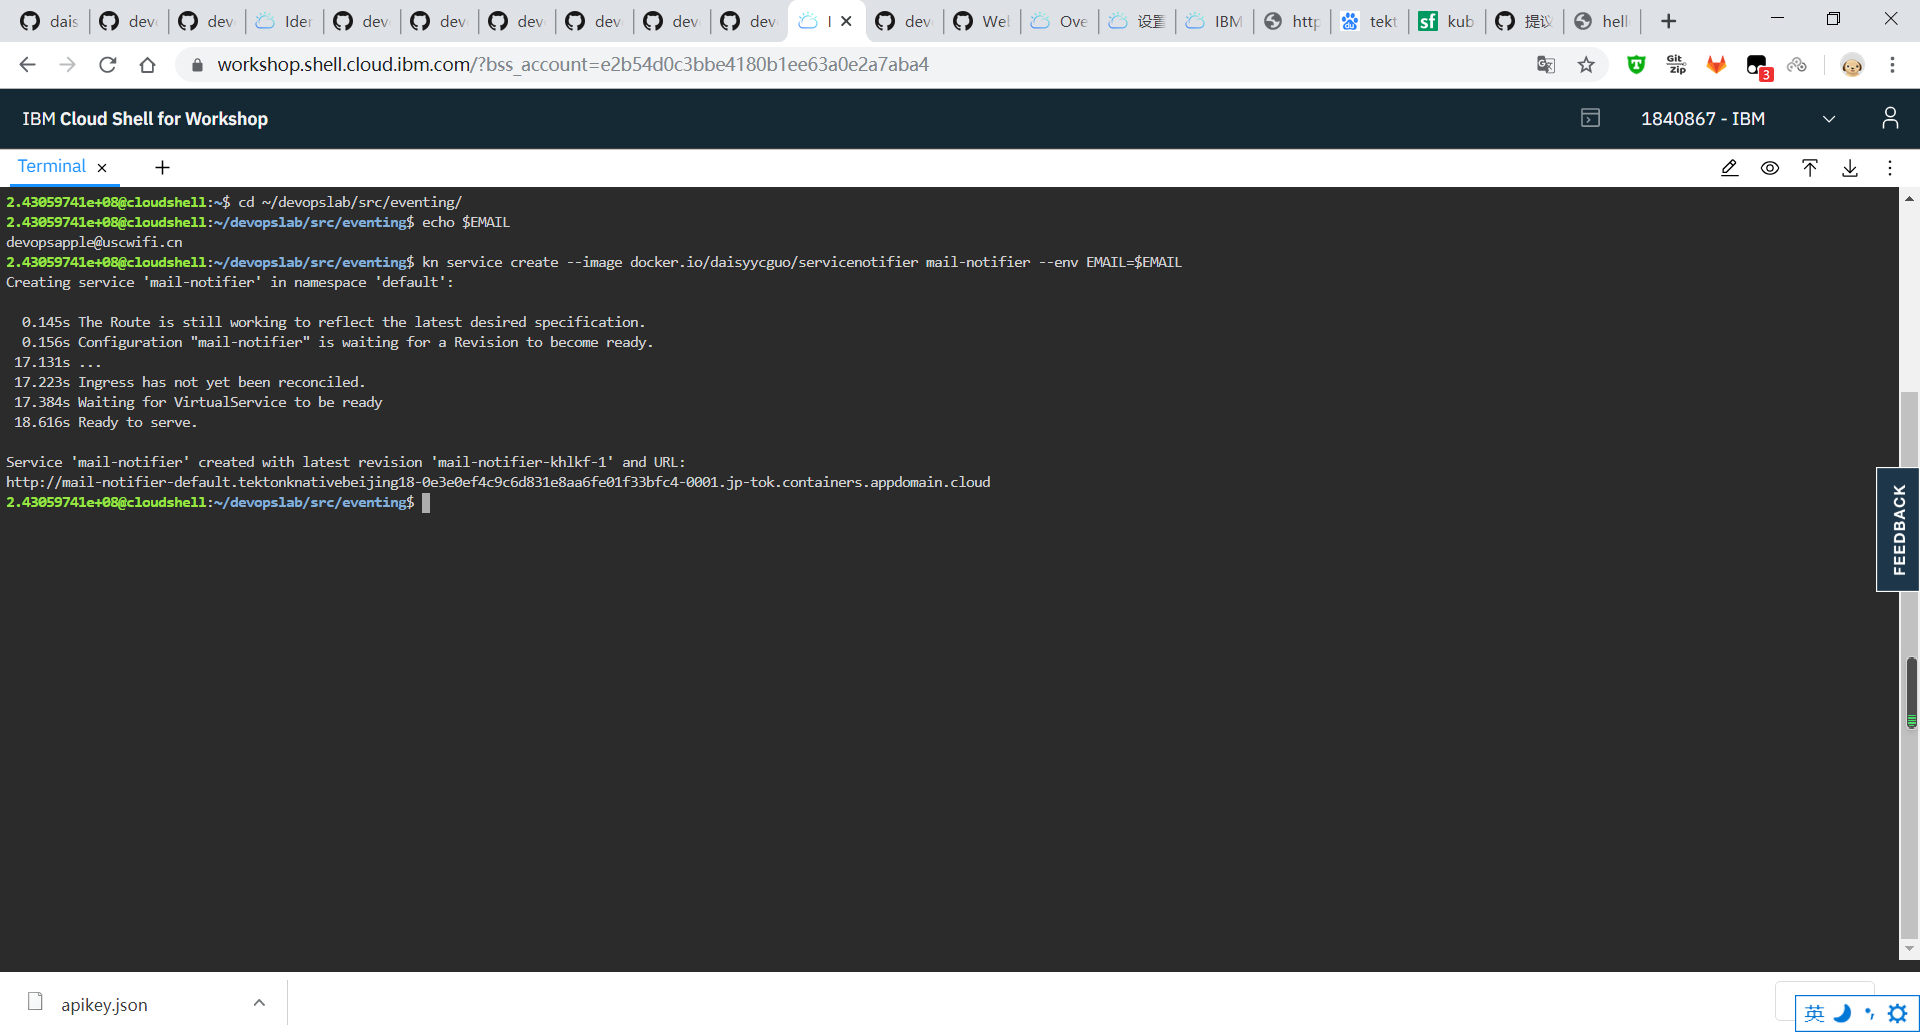 dais
dev
dev
Iden
dev
dev
dev
dev
dev
dev
I
dev
Wel
Ove
设置
IBM
http
tekt
kub
提议
hell
workshop.shell.cloud.ibm.com/?bss_account=e2b54d0c3bbe4180b1ee63a0e2a7aba4
Git
Zip
3
IBM Cloud Shell for Workshop
1840867 - IBM
Terminal
2.43059741e+08@cloudshell:~$ cd ~/devopslab/src/eventing/
2.43059741e+08@cloudshell:~/devopslab/src/eventing$ echo $EMAIL
devopsapple@uscwifi.cn
2.43059741e+08@cloudshell:~/devopslab/src/eventing$ kn service create --image docker.io/daisyycguo/servicenotifier mail-notifier --env EMAIL=$EMAIL
Creating service 'mail-notifier' in namespace 'default':
0.145s The Route is still working to reflect the latest desired specification.
0.156s Configuration "mail-notifier" is waiting for a Revision to become ready.
17.131s ...
17.223s Ingress has not yet been reconciled.
17.384s Waiting for VirtualService to be ready
18.616s Ready to serve.
Service 'mail-notifier' created with latest revision 'mail-notifier-khlkf-1' and URL:
http://mail-notifier-default.tektonknativebeijing18-0e3e0ef4c9c6d831e8aa6fe01f33bfc4-0001.jp-tok.containers.appdomain.cloud
2.43059741e+08@cloudshell:~/devopslab/src/eventing$
FEEDBACK
apikey.json
英